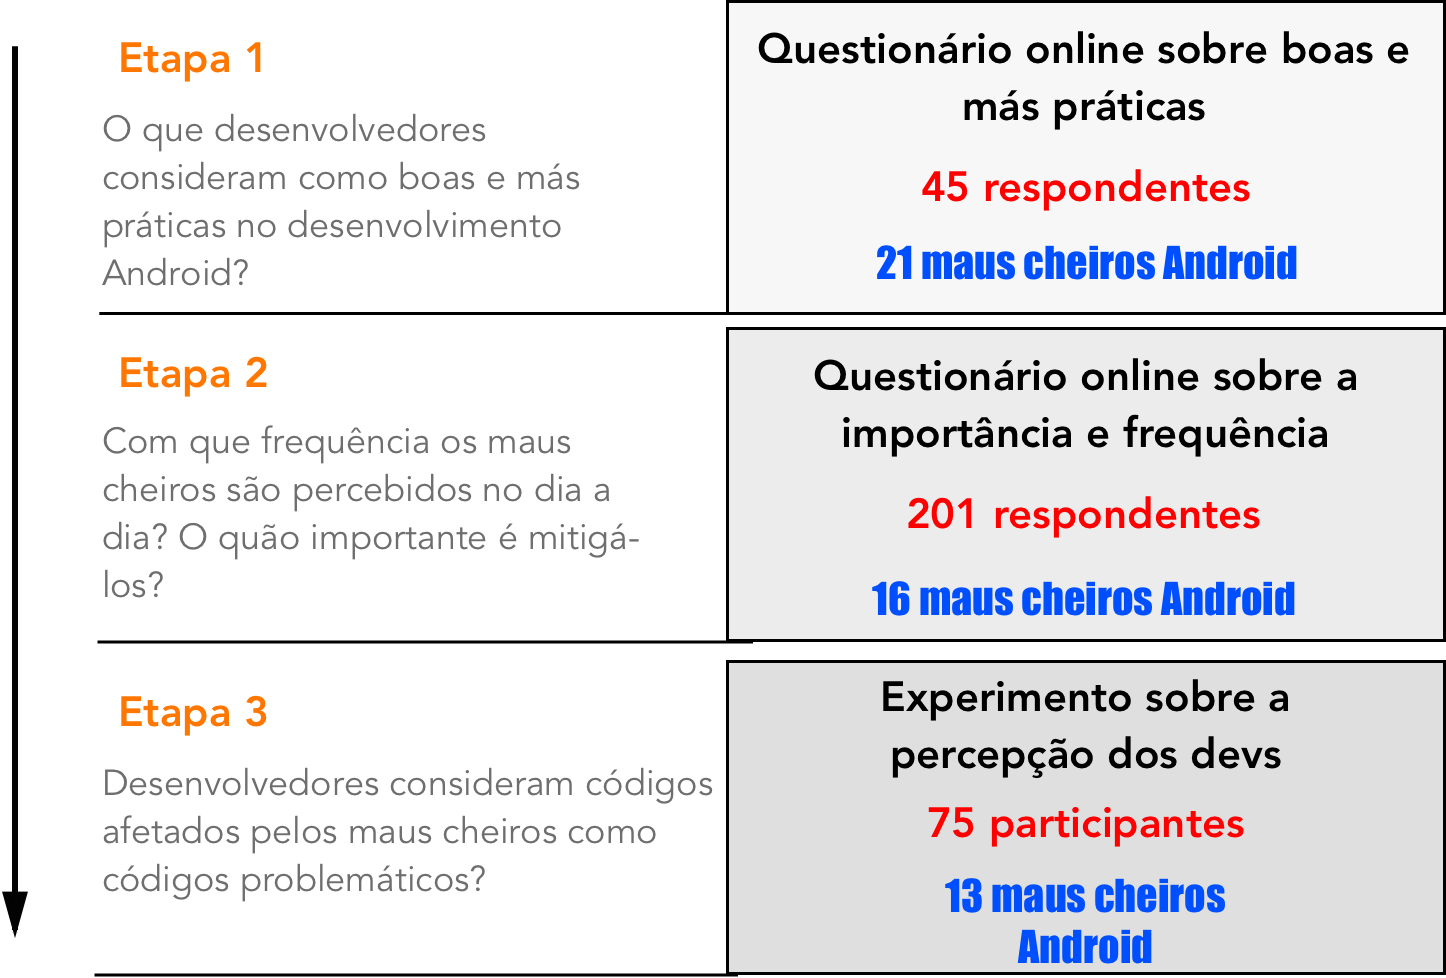 Etapa 1
O que desenvolvedores
consideram como boas e más
práticas no desenvolvimento
Android?
Questionário online sobre boas e
más práticas
45 respondentes
21 maus cheiros Android
Etapa 2
Com que frequência os maus
cheiros são percebidos no dia a
dia? O quão importante é mitigá-
los?
Questionário online sobre a
importância e frequência
201 respondentes
16 maus cheiros Android
Etapa 3
Desenvolvedores consideram códigos
afetados pelos maus cheiros como
códigos problemáticos?
Experimento sobre a
percepção dos devs
75 participantes
13 maus cheiros
Android